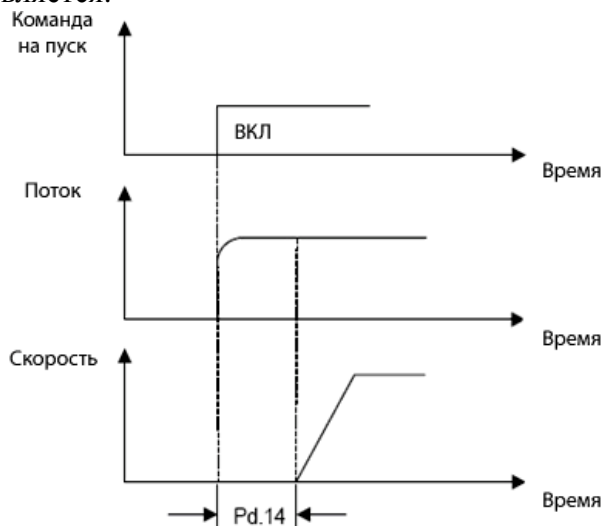 Команда
на пуск
ВКЛ
Время
Поток
Время
Скорость
Время
Pd.14